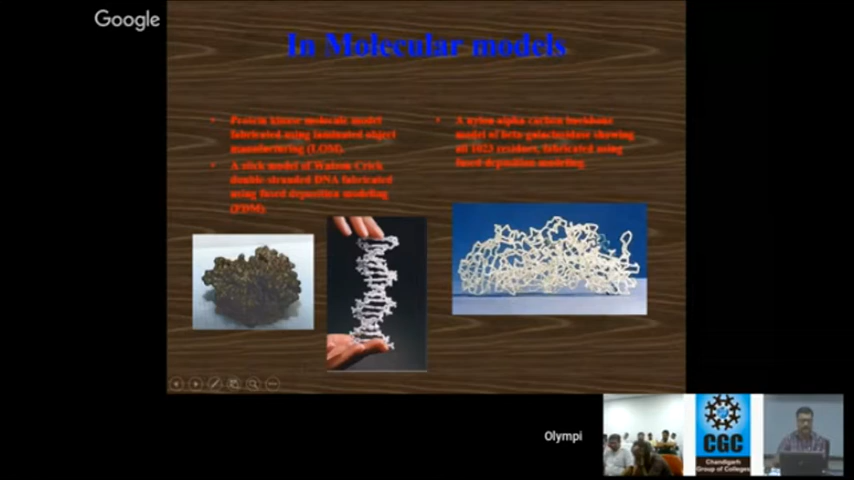 Google
In Molecular models
• Protein kinase molecule model
fabricated using laminated object
manufacturing (LOM).
• A stick model of Watson Crick
double stranded DNA fabricated
using fused deposition modeling
(FDM)
• A nylon alpha carbon backbone
model of beta-galactosidase showing
all 1023 residues, fabricated using
fused deposition modeling.
Olympi
CGC
Chandigarh
Group of Colleges